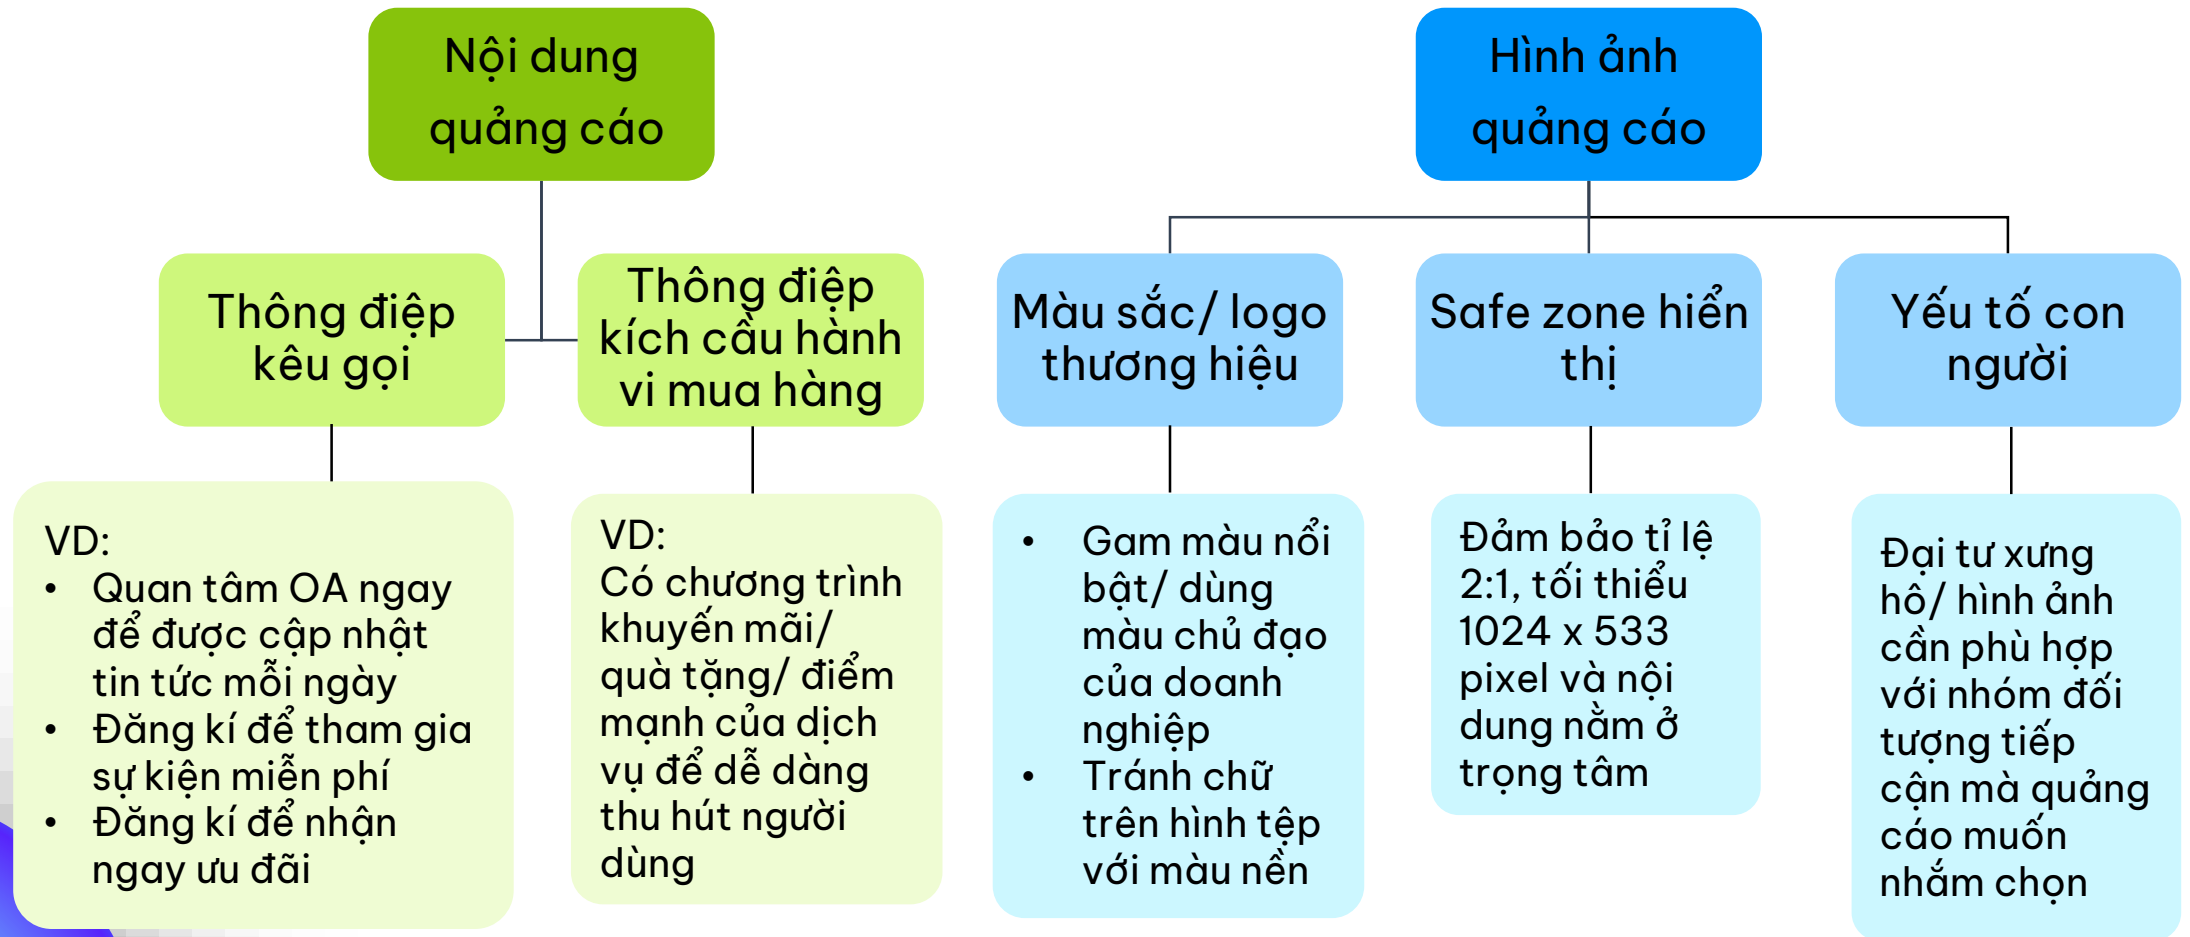 Nội dung
quảng cáo
Thông điệp
kêu gọi
VD:
• Quan tâm OA ngay
để được cập nhật
tin tức mỗi ngày
• Đăng kí để tham gia
sự kiện miễn phí
• Đăng kí để nhận
ngay ưu đãi
Thông điệp
kích cầu hành
vi mua hàng
VD:
Có chương trình
khuyến mãi/
quà tặng/ điểm
mạnh của dịch
vụ để dễ dàng
thu hút người
dùng
Hình ảnh
quảng cáo
Màu sắc/ logo
thương hiệu
• Gam màu nổi
bật/ dùng
màu chủ đạo
của doanh
nghiệp
• Tránh chữ
trên hình tệp
với màu nền
Safe zone hiển
thị
Đảm bảo tỉ lệ
2:1, tối thiểu
1024 x 533
pixel và nội
dung nằm ở
trọng tâm
Yếu tố con
người
Đại tư xưng
hô/ hình ảnh
cần phù hợp
với nhóm đối
tượng tiếp
cận mà quảng
cáo muốn
nhắm chọn